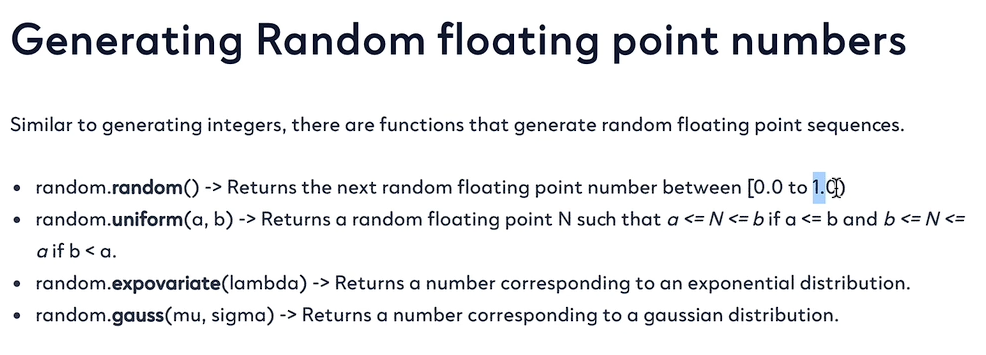 Generating Random floating point numbers
Similar to generating integers, there are functions that generate random floating point sequences.
• random.random() -> Returns the next random floating point number between [0.0 to 1.0)
• random.uniform(a, b) -> Returns a random floating point N such that a <= N <= b if a <= b and b <= N <=
a if b < a.
• random.expovariate(lambda) -> Returns a number corresponding to an exponential distribution.
• random.gauss(mu, sigma) -> Returns a number corresponding to a gaussian distribution.